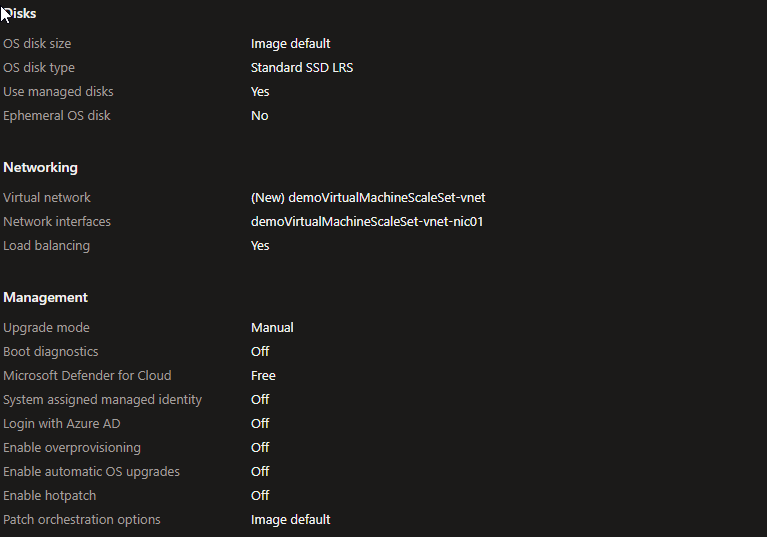 Disks
OS disk size Image default
OS disk type Standard SSD LRS
Use managed disks Yes
Ephemeral OS disk No
Networking
Virtual network (New) demoVirtualMachineScaleSet-vnet
Network interfaces demoVirtualMachineScaleSet-vnet-nic01
Load balancing Yes
Management
Upgrade mode Manual
Boot diagnostics Off
Microsoft Defender for Cloud Free
System assigned managed identity Off
Login with Azure AD Off
Enable overprovisioning Off
Enable automatic OS upgrades Off
Enable hotpatch Off
Patch orchestration options Image default